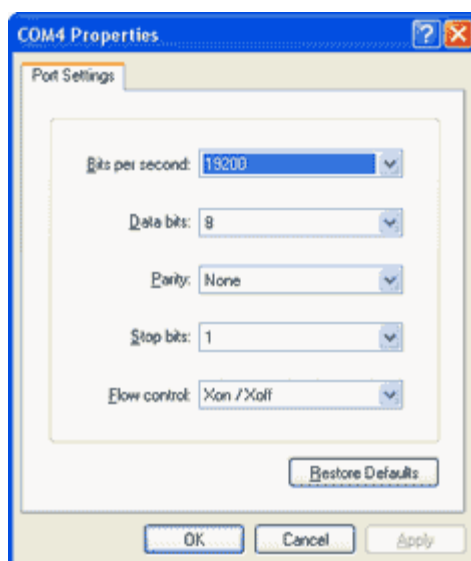 COM4 Properties
Port Settings
Bits per second: 19200
Data bits: 8
Parity: None
Stop bits: 1
Flow control: Xon / Xoff
Restore Defaults
OK Cancel Apply